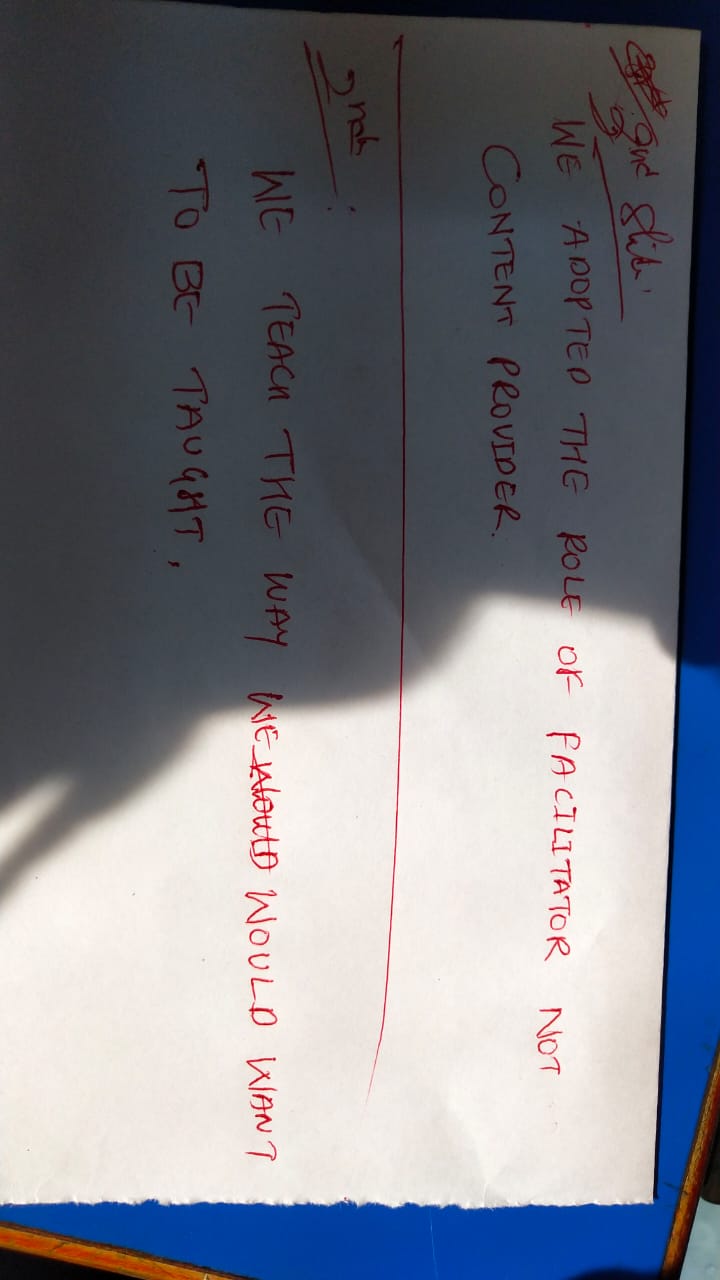 2nd Slide:
WE ADOPTED THE ROLE OF FACILITATOR NOT
CONTENT PROVIDER.
2nd :
WE TEACH THE WAY WE WOULD WOULD WANT
TO BE TAUGHT.